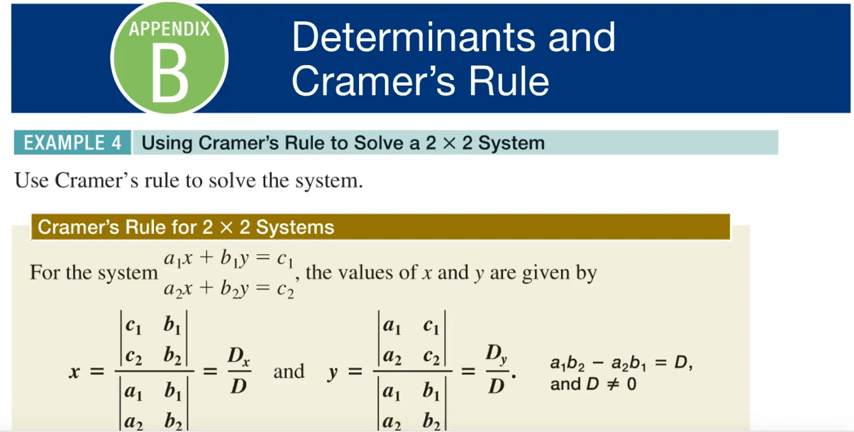 APPENDIX
B
Determinants and
Cramer's Rule
EXAMPLE 4 Using Cramer's Rule to Solve a 2 × 2 System
Use Cramer's rule to solve the system.
Cramer's Rule for 2 × 2 Systems
For the system a₁x + b₁y = c₁
a₂x + b₂y = c₂, the values of x and y are given by
x = |c₁ b₁|
|c₂ b₂|
|a₁ b₁|
|a₂ b₂| = Dₓ/D and y = |a₁ c₁|
|a₂ c₂|
|a₁ b₁|
|a₂ b₂| = D_y/D. a₁b₂ − a₂b₁ = D,
and D ≠ 0